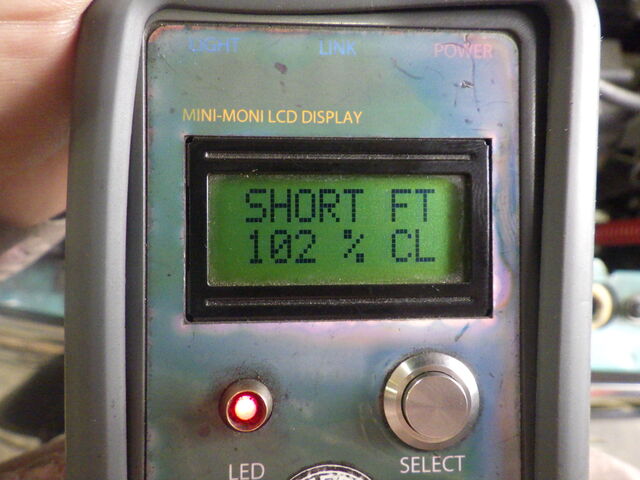 LIGHT LINK POWER
MINI-MONI LCD DISPLAY
SHORT FT
102 % CL
LED SELECT